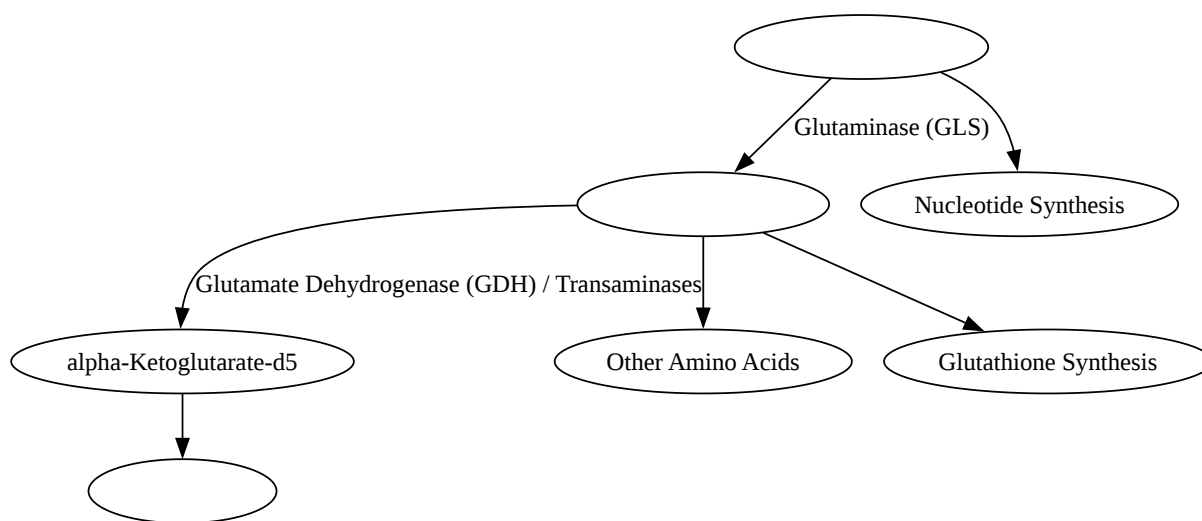 Glutaminase (GLS)
Nucleotide Synthesis
Glutamate Dehydrogenase (GDH) / Transaminases
alpha-Ketoglutarate-d5
Other Amino Acids
Glutathione Synthesis